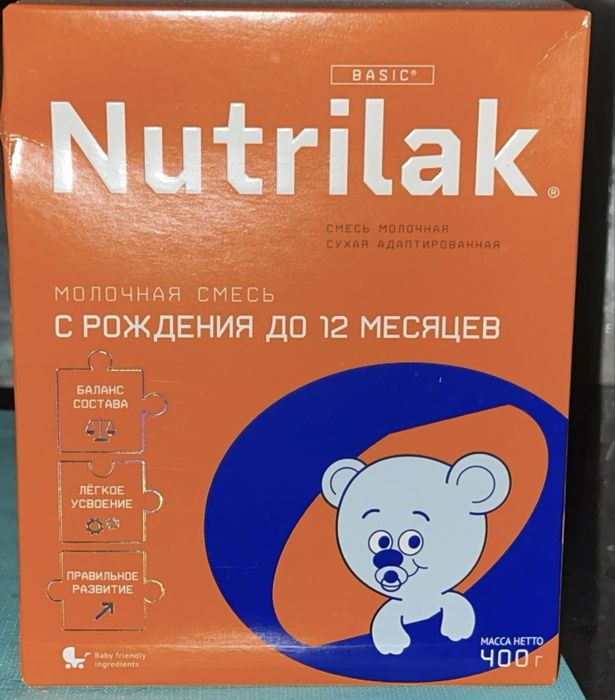 BASIC®
Nutrilak®
СМЕСЬ МОЛОЧНАЯ
СУХАЯ АДАПТИРОВАННАЯ
МОЛОЧНАЯ СМЕСЬ
С РОЖДЕНИЯ ДО 12 МЕСЯЦЕВ
БАЛАНС
СОСТАВА
ЛЁГКОЕ
УСВОЕНИЕ
ПРАВИЛЬНОЕ
РАЗВИТИЕ
Baby friendly
ingredients
МАССА НЕТТО
400 г